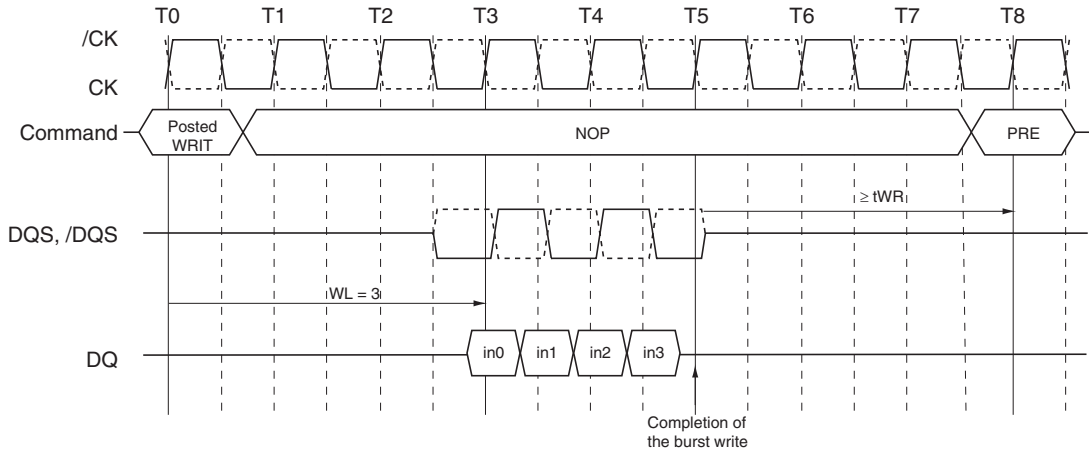 T0 T1 T2 T3 T4 T5 T6 T7 T8
/CK
CK
Command
Posted
WRIT
NOP
PRE
≥ tWR
DQS, /DQS
WL = 3
DQ
in0 in1 in2 in3
Completion of
the burst write